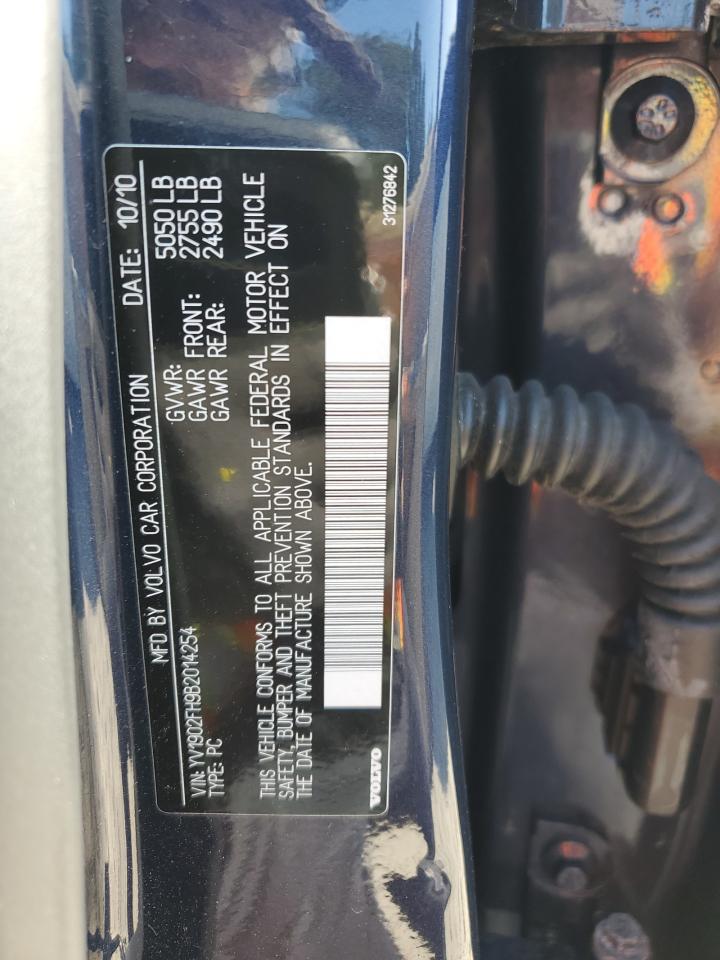 MFD BY VOLVO CAR CORPORATION DATE: 10/10
GVWR: 5050 LB
GAWR FRONT: 2755 LB
GAWR REAR: 2490 LB
VIN: YV1902FH9B2014254
TYPE: PC
THIS VEHICLE CONFORMS TO ALL APPLICABLE FEDERAL MOTOR VEHICLE
SAFETY, BUMPER AND THEFT PREVENTION STANDARDS IN EFFECT ON
THE DATE OF MANUFACTURE SHOWN ABOVE.
VOLVO 31276842